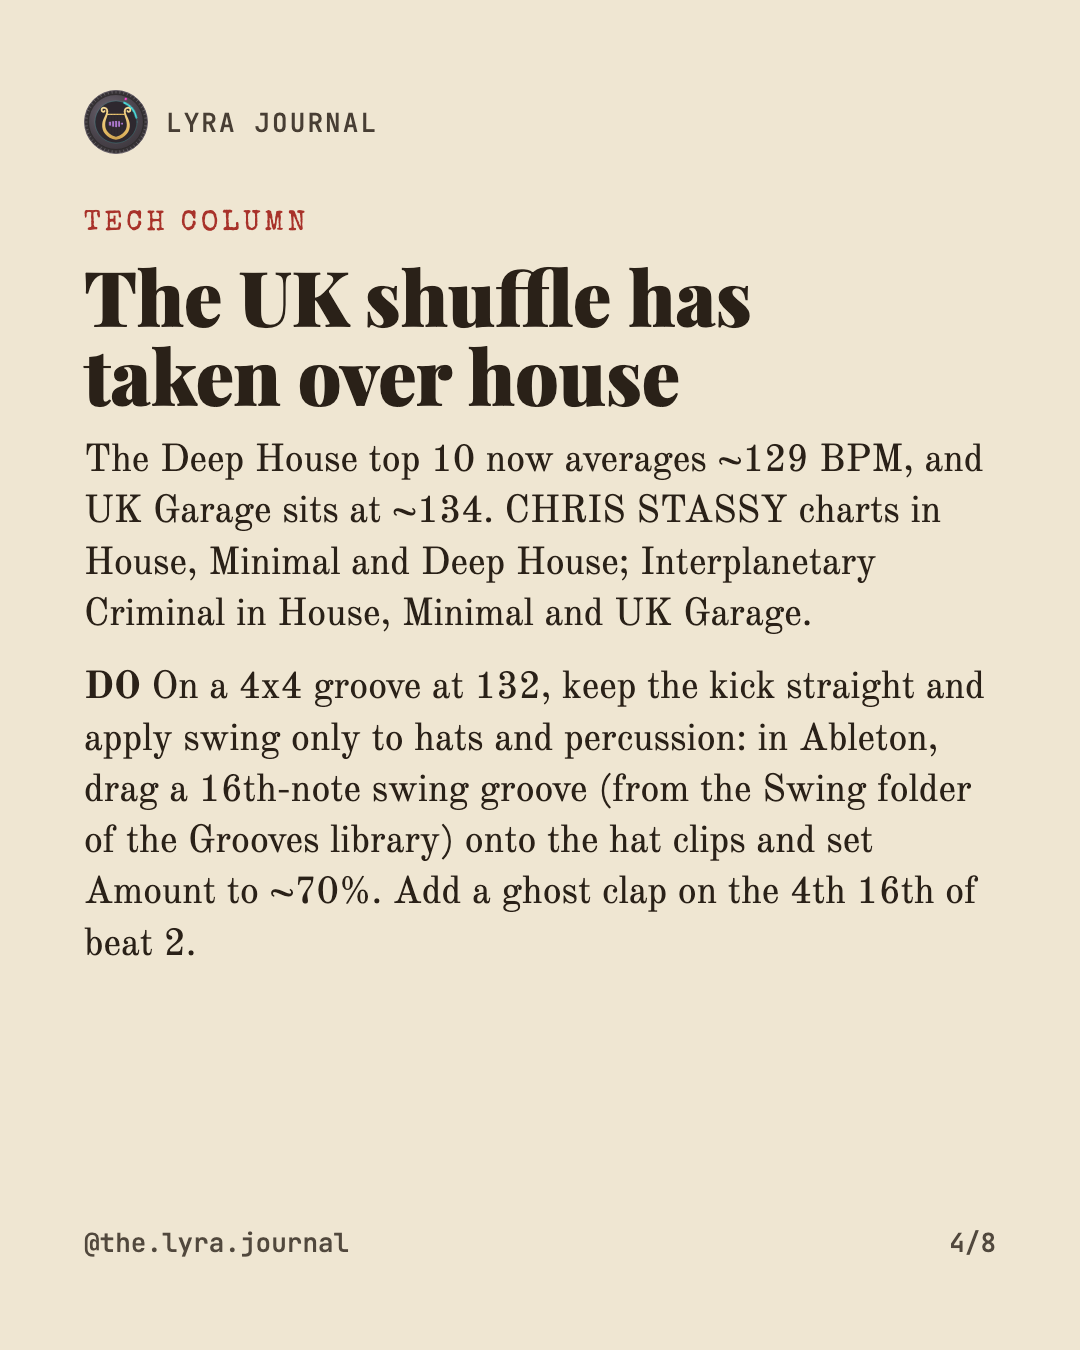 LYRA JOURNAL
TECH COLUMN
The UK shuffle has
taken over house
The Deep House top 10 now averages ~129 BPM, and
UK Garage sits at ~134. CHRIS STASSY charts in
House, Minimal and Deep House; Interplanetary
Criminal in House, Minimal and UK Garage.
DO On a 4x4 groove at 132, keep the kick straight and
apply swing only to hats and percussion: in Ableton,
drag a 16th-note swing groove (from the Swing folder
of the Grooves library) onto the hat clips and set
Amount to ~70%. Add a ghost clap on the 4th 16th of
beat 2.
@the.lyra.journal
4/8